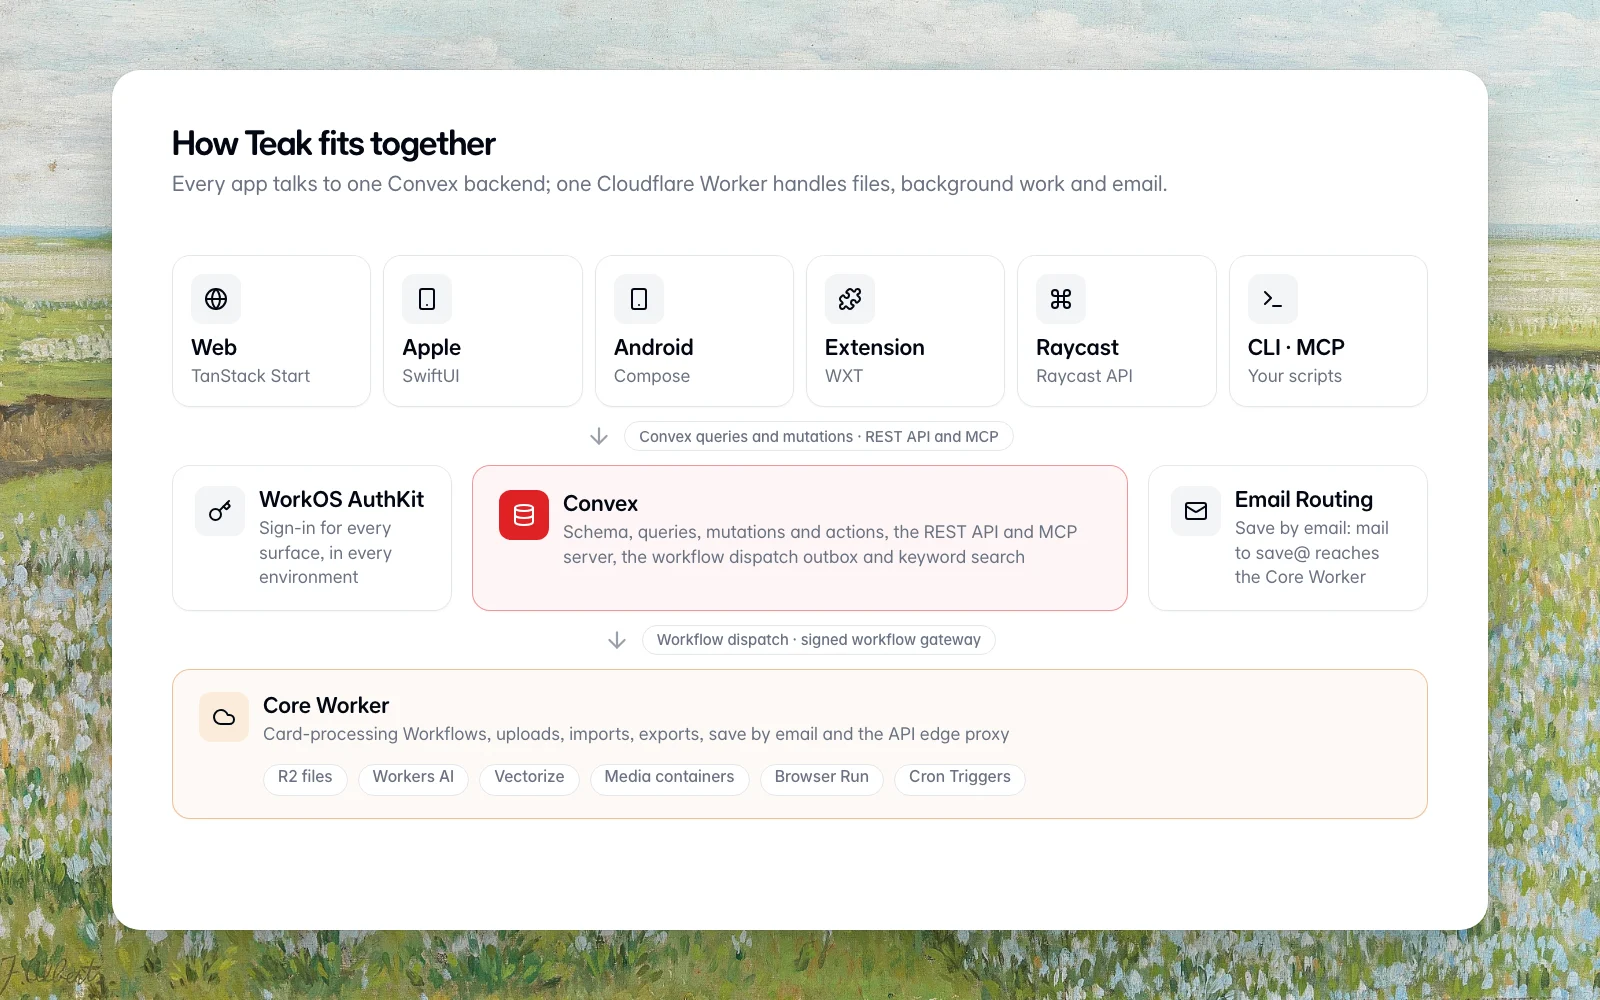 How Teak fits together
Every app talks to one Convex backend; one Cloudflare Worker handles files, background work and email.
Web
TanStack Start
Apple
SwiftUI
Android
Compose
Extension
WXT
Raycast
Raycast API
CLI · MCP
Your scripts
Convex queries and mutations · REST API and MCP
WorkOS AuthKit
Sign-in for every
surface, in every
environment
Convex
Schema, queries, mutations and actions, the REST API and MCP
server, the workflow dispatch outbox and keyword search
Email Routing
Save by email: mail
to save@ reaches
the Core Worker
Workflow dispatch · signed workflow gateway
Core Worker
Card-processing Workflows, uploads, imports, exports, save by email and the API edge proxy
R2 files
Workers AI
Vectorize
Media containers
Browser Run
Cron Triggers